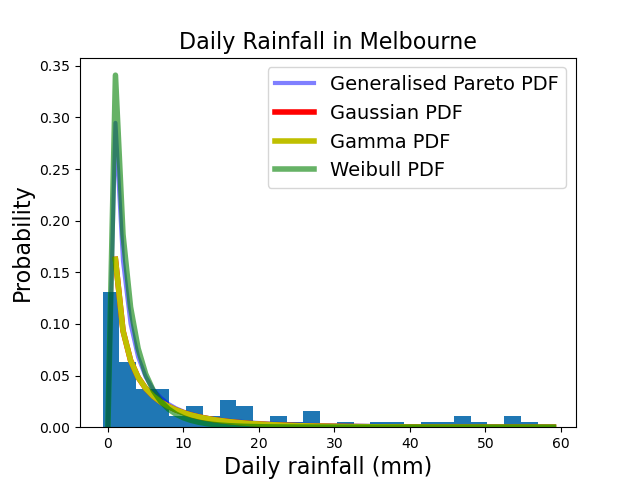 Daily Rainfall in Melbourne
Generalised Pareto PDF
Gaussian PDF
Gamma PDF
Weibull PDF
Probability
0.35
0.30
0.25
0.20
0.15
0.10
0.05
0.00
0 10 20 30 40 50 60
Daily rainfall (mm)